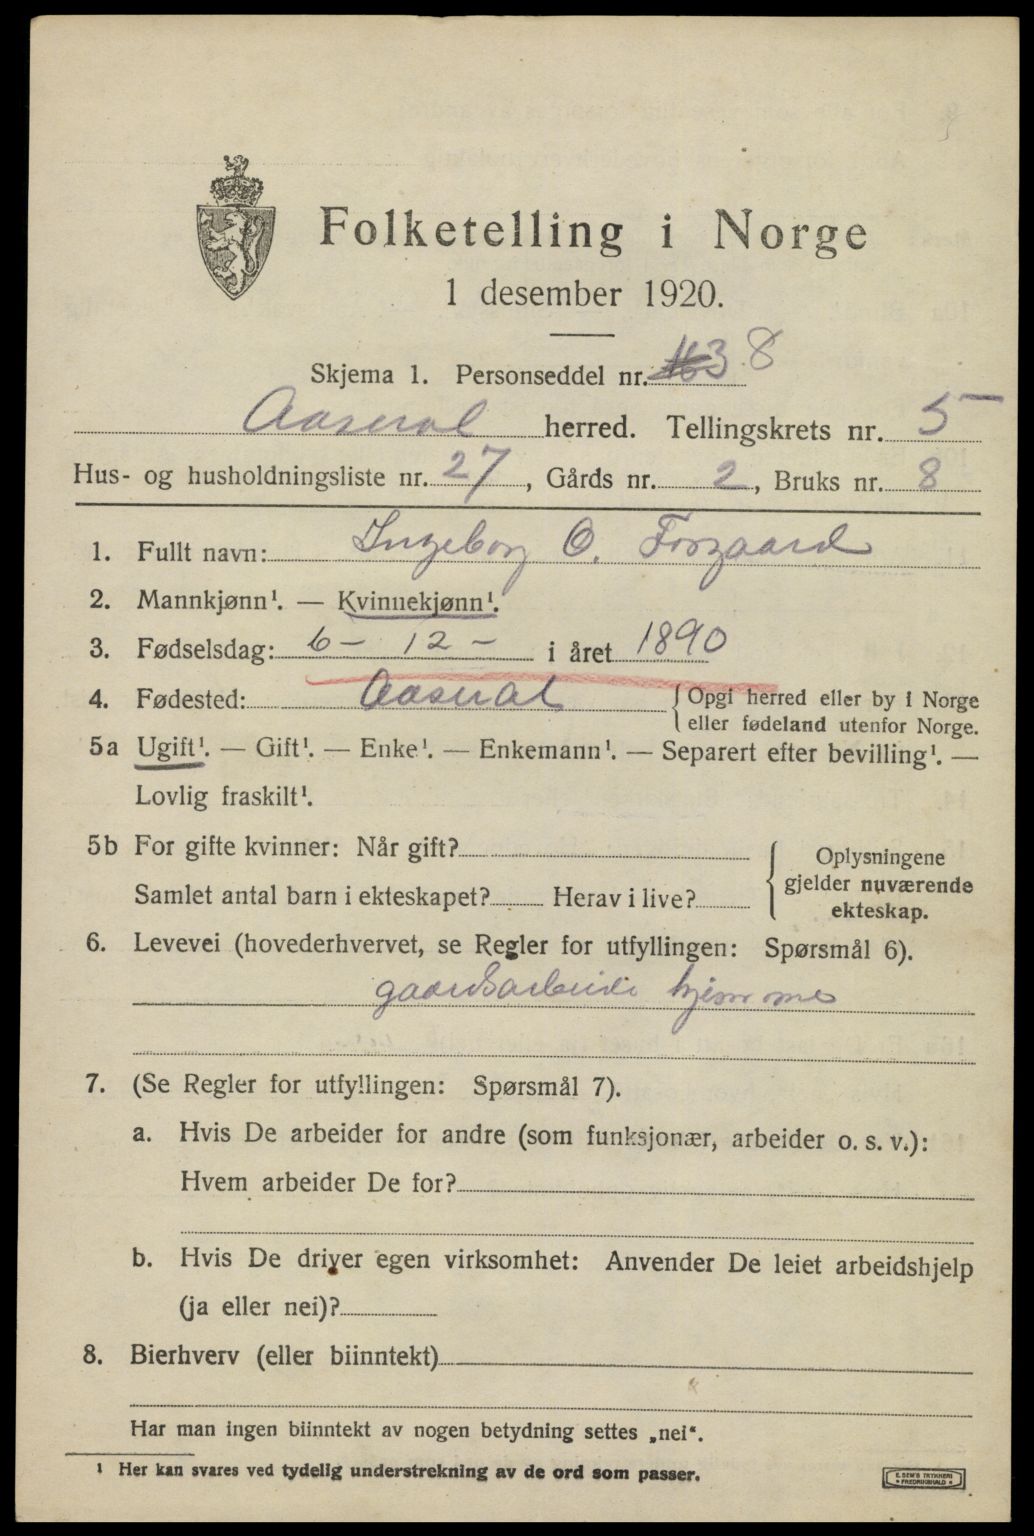 Folketelling i Norge
1 desember 1920.
Skjema 1. Personseddel nr. 8
Aaseral herred. Tellingskrets nr. 5
Hus- og husholdningsliste nr. 27, Gårds nr. 2, Bruks nr. 8
1. Fullt navn: Ingeborg O. Forgaard
2. Mannkjønn¹. — Kvinnekjønn¹.
3. Fødselsdag: 6 – 12 – i året 1890
4. Fødested: Aaseral { Opgi herred eller by i Norge
eller fødeland utenfor Norge.
5a Ugift¹. — Gift¹. — Enke¹. — Enkemann¹. — Separert efter bevilling¹. —
Lovlig fraskilt¹.
5b For gifte kvinner: Når gift?
Samlet antal barn i ekteskapet? Herav i live?
Oplysningene
gjelder nuværende
ekteskap.
6. Levevei (hovederhvervet, se Regler for utfyllingen: Spørsmål 6).
gaardsarbeide hjemme
7. (Se Regler for utfyllingen: Spørsmål 7).
a. Hvis De arbeider for andre (som funksjonær, arbeider o. s. v.):
Hvem arbeider De for?
b. Hvis De driver egen virksomhet: Anvender De leiet arbeidshjelp
(ja eller nei)?
8. Bierhverv (eller biinntekt)
Har man ingen biinntekt av nogen betydning settes „nei“.
¹ Her kan svares ved tydelig understrekning av de ord som passer.
E. SEM'S TRYKKERI
• FREDRIKSHALD •